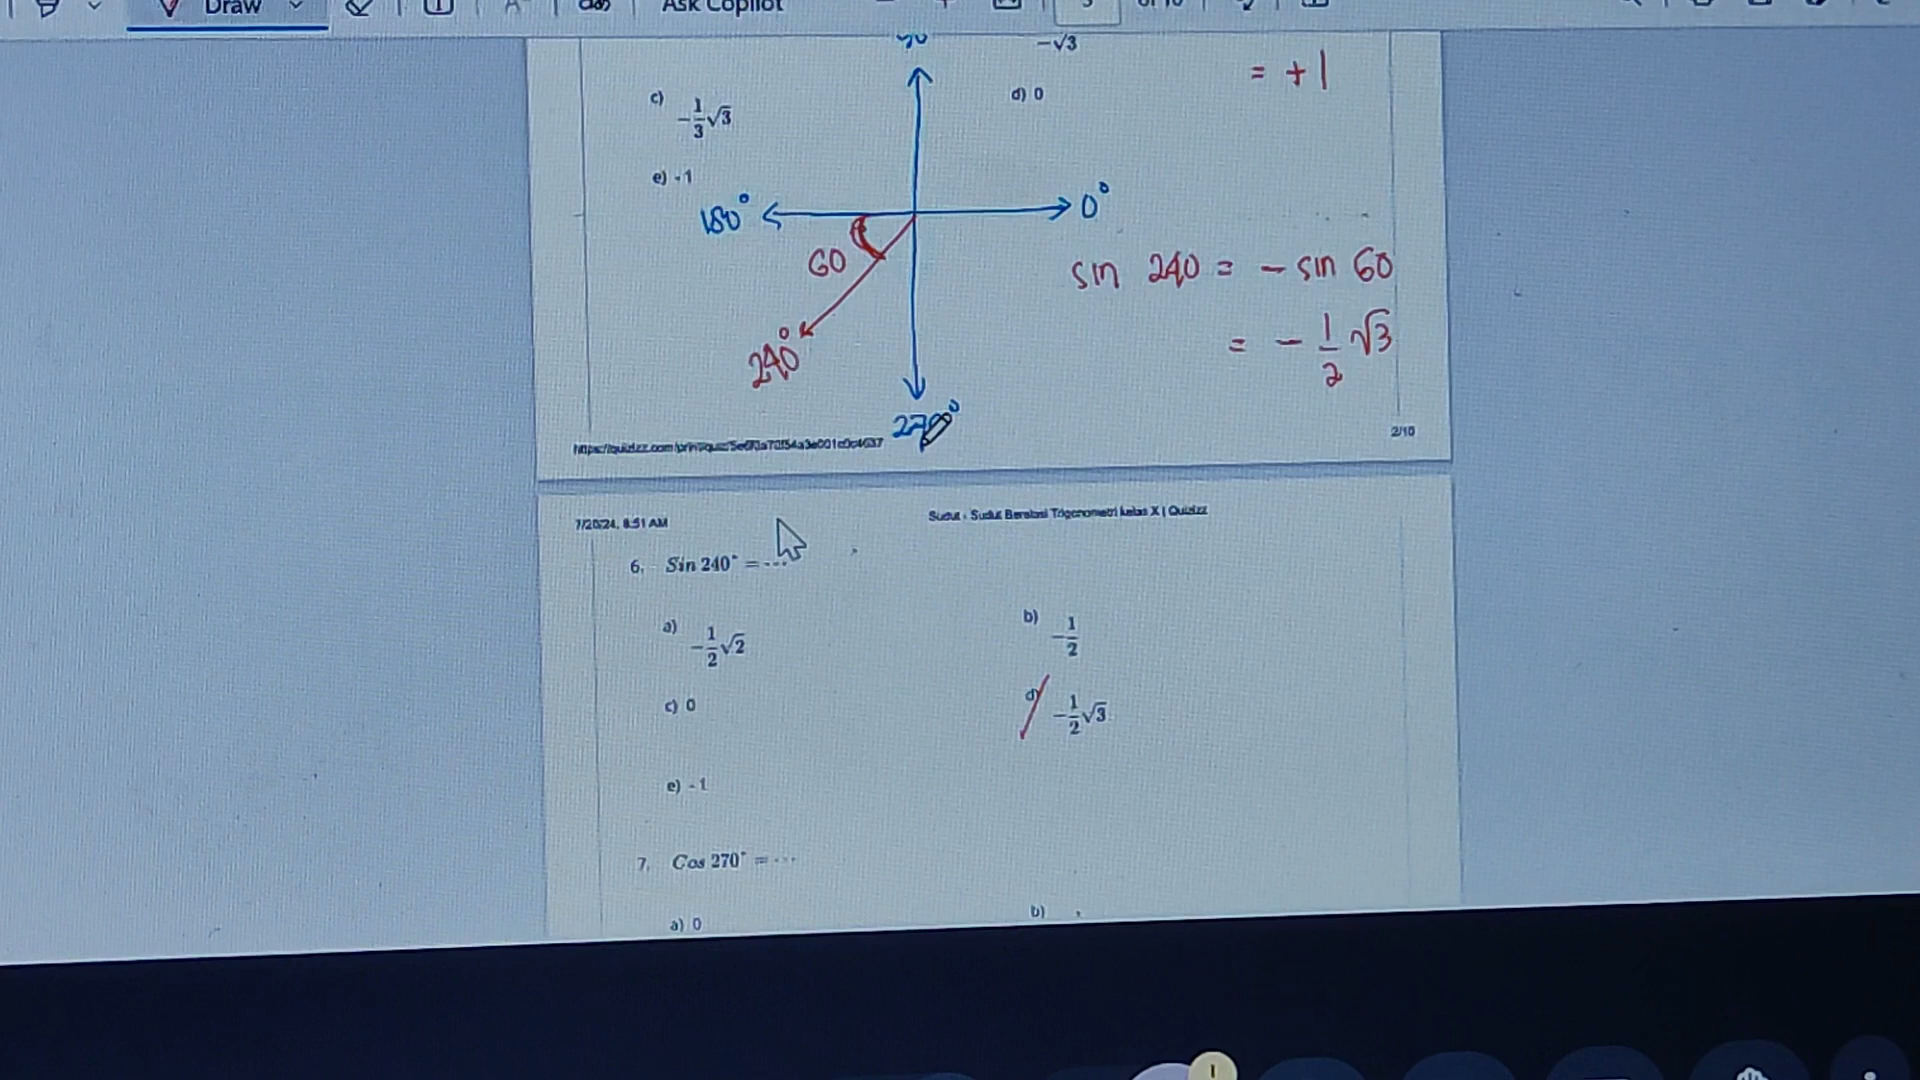 Draw
Ask Copilot
-√3
= +1
c) -1/3√3
d) 0
e) -1
180°
0°
60
240°
270°
sin 240 = - sin 60
= - 1/2 √3
2/10
7/20/24, 8:51 AM
Sudut - Sudut Berelasi Trigonometri kelas X | Quizizz
6. Sin 240° = ...
a) -1/2√2
b) -1/2
c) 0
d) -1/2√3
e) -1
7. Cos 270° = ...
a) 0
b)